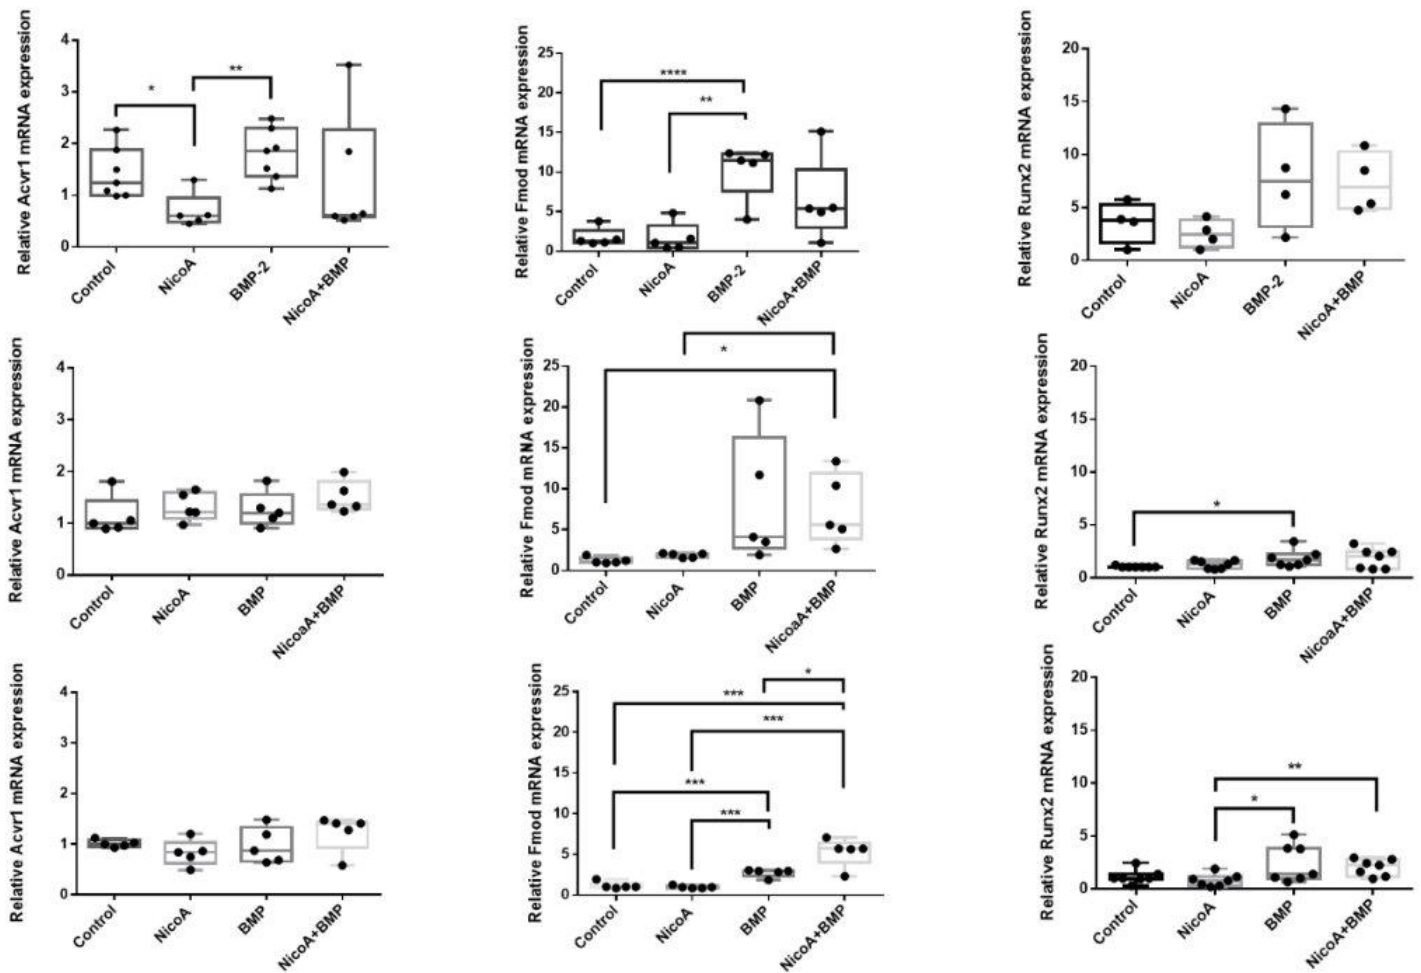 Relative Acvr1 mRNA expression
4
3
2
1
0
*
**
Control
NicoA
BMP-2
NicoA+BMP
Relative Fmod mRNA expression
25
20
15
10
5
0
****
**
Control
NicoA
BMP-2
NicoA+BMP
Relative Runx2 mRNA expression
20
15
10
5
0
Control
NicoA
BMP-2
NicoA+BMP
Relative Acvr1 mRNA expression
4
3
2
1
0
Control
NicoA
BMP
NicoaA+BMP
Relative Fmod mRNA expression
25
20
15
10
5
0
*
Control
NicoA
BMP
NicoaA+BMP
Relative Runx2 mRNA expression
20
15
10
5
0
*
Control
NicoA
BMP
NicoaA+BMP
Relative Acvr1 mRNA expression
4
3
2
1
0
Control
NicoA
BMP
NicoA+BMP
Relative Fmod mRNA expression
25
20
15
10
5
0
*
***
***
***
***
Control
NicoA
BMP
NicoA+BMP
Relative Runx2 mRNA expression
20
15
10
5
0
**
*
Control
NicoA
BMP
NicoA+BMP